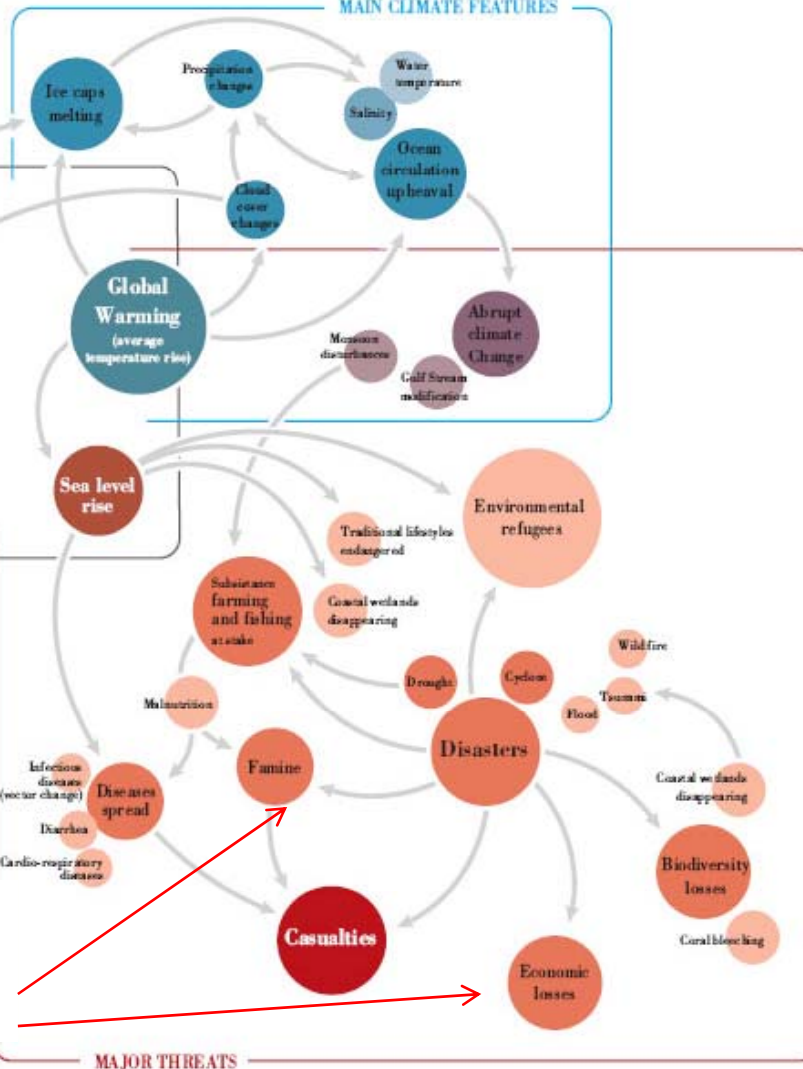 MAIN CLIMATE FEATURES
Ice caps
melting
Precipitation
changes
Water
temperature
Salinity
Ocean
circulation
upheaval
Cloud
cover
changes
Global
Warming
(average
temperature rise)
Abrupt
climate
Change
Monsoon
disturbances
Gulf Stream
modification
Sea level
rise
Environmental
refugees
Traditional lifestyles
endangered
Subsistance
farming
and fishing
at stake
Coastal wetlands
disappearing
Wildfire
Drought
Cyclone
Tsunami
Flood
Malnutrition
Disasters
Famine
Infectious
diseases
(vector change)
Diseases
spread
Diarrhea
Cardio-respiratory
diseases
Coastal wetlands
disappearing
Biodiversity
losses
Coral bleeching
Casualties
Economic
losses
MAJOR THREATS